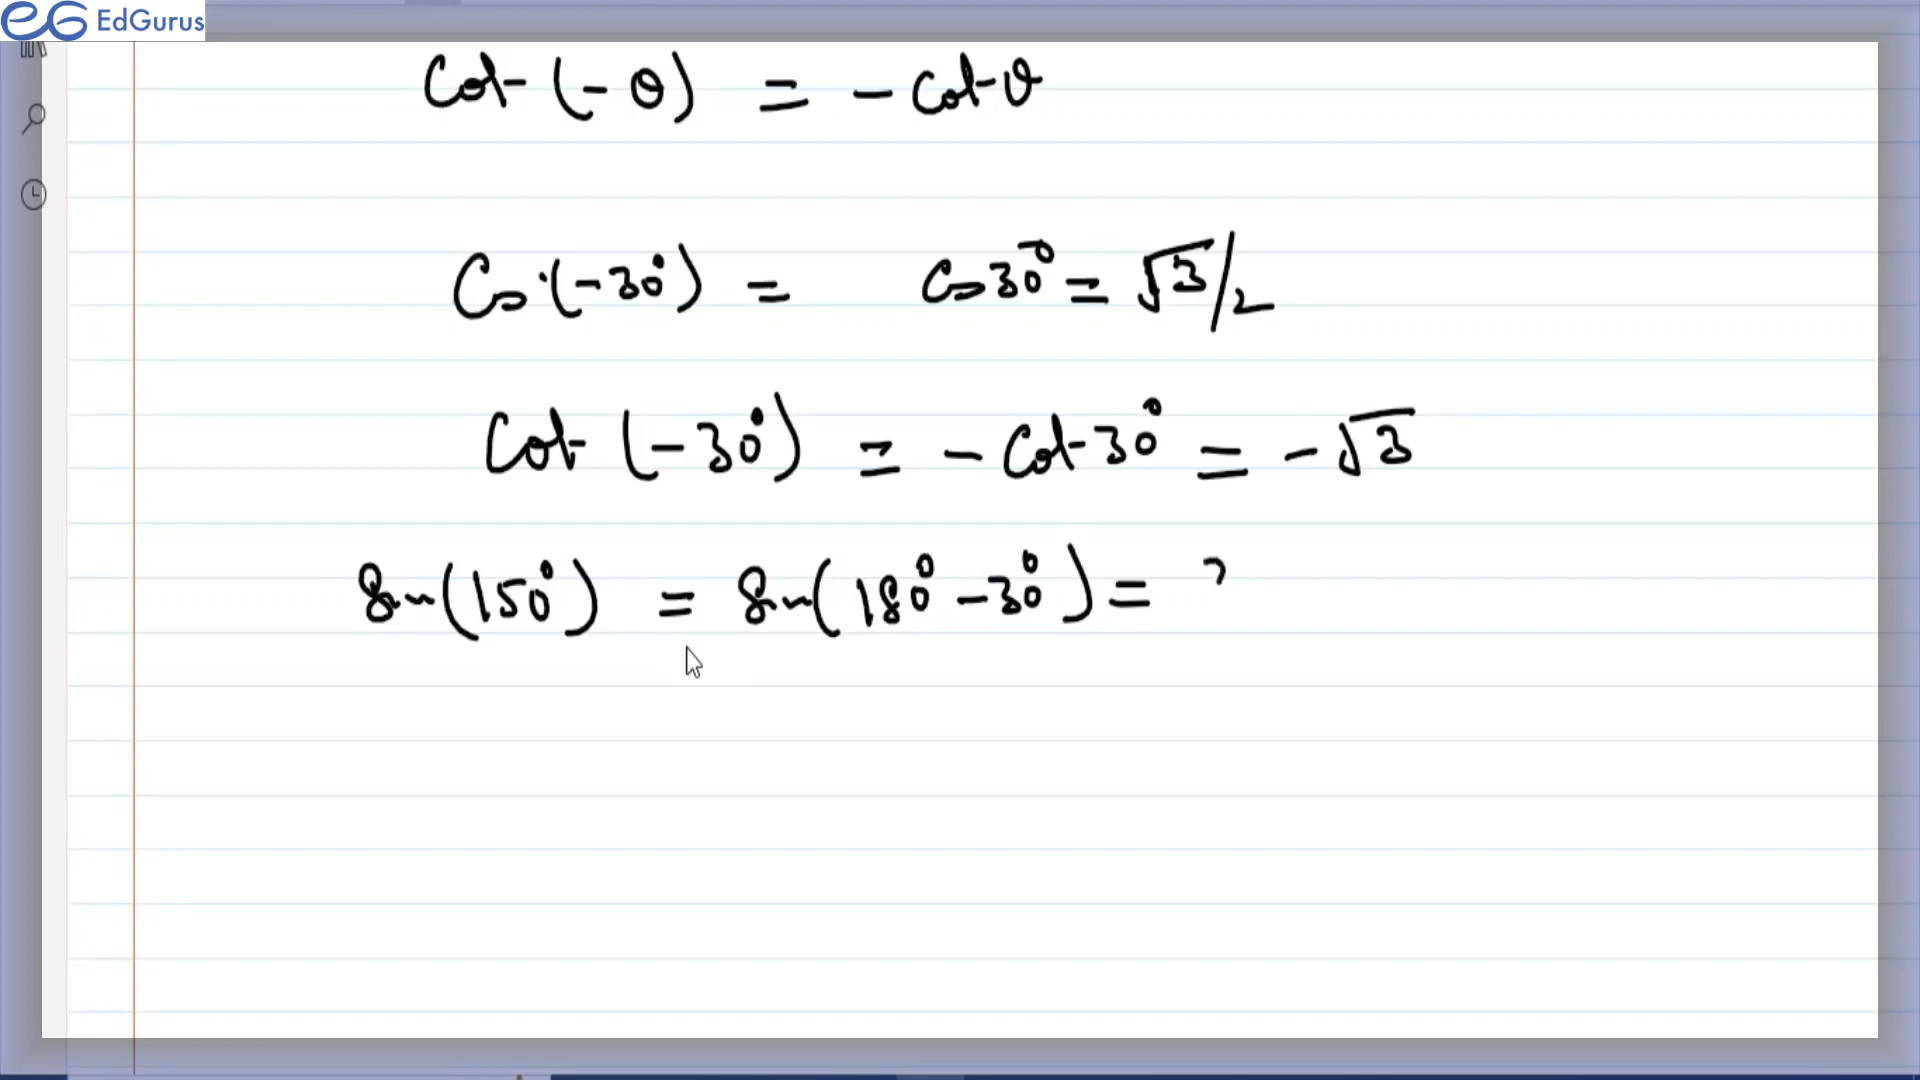 EdGurus
Cot (-θ) = - Cot θ
Cos (-30°) = Cos 30° = √3/2
Cot (-30°) = - Cot 30° = - √3
Sin (150°) = Sin (180° - 30°) = ?